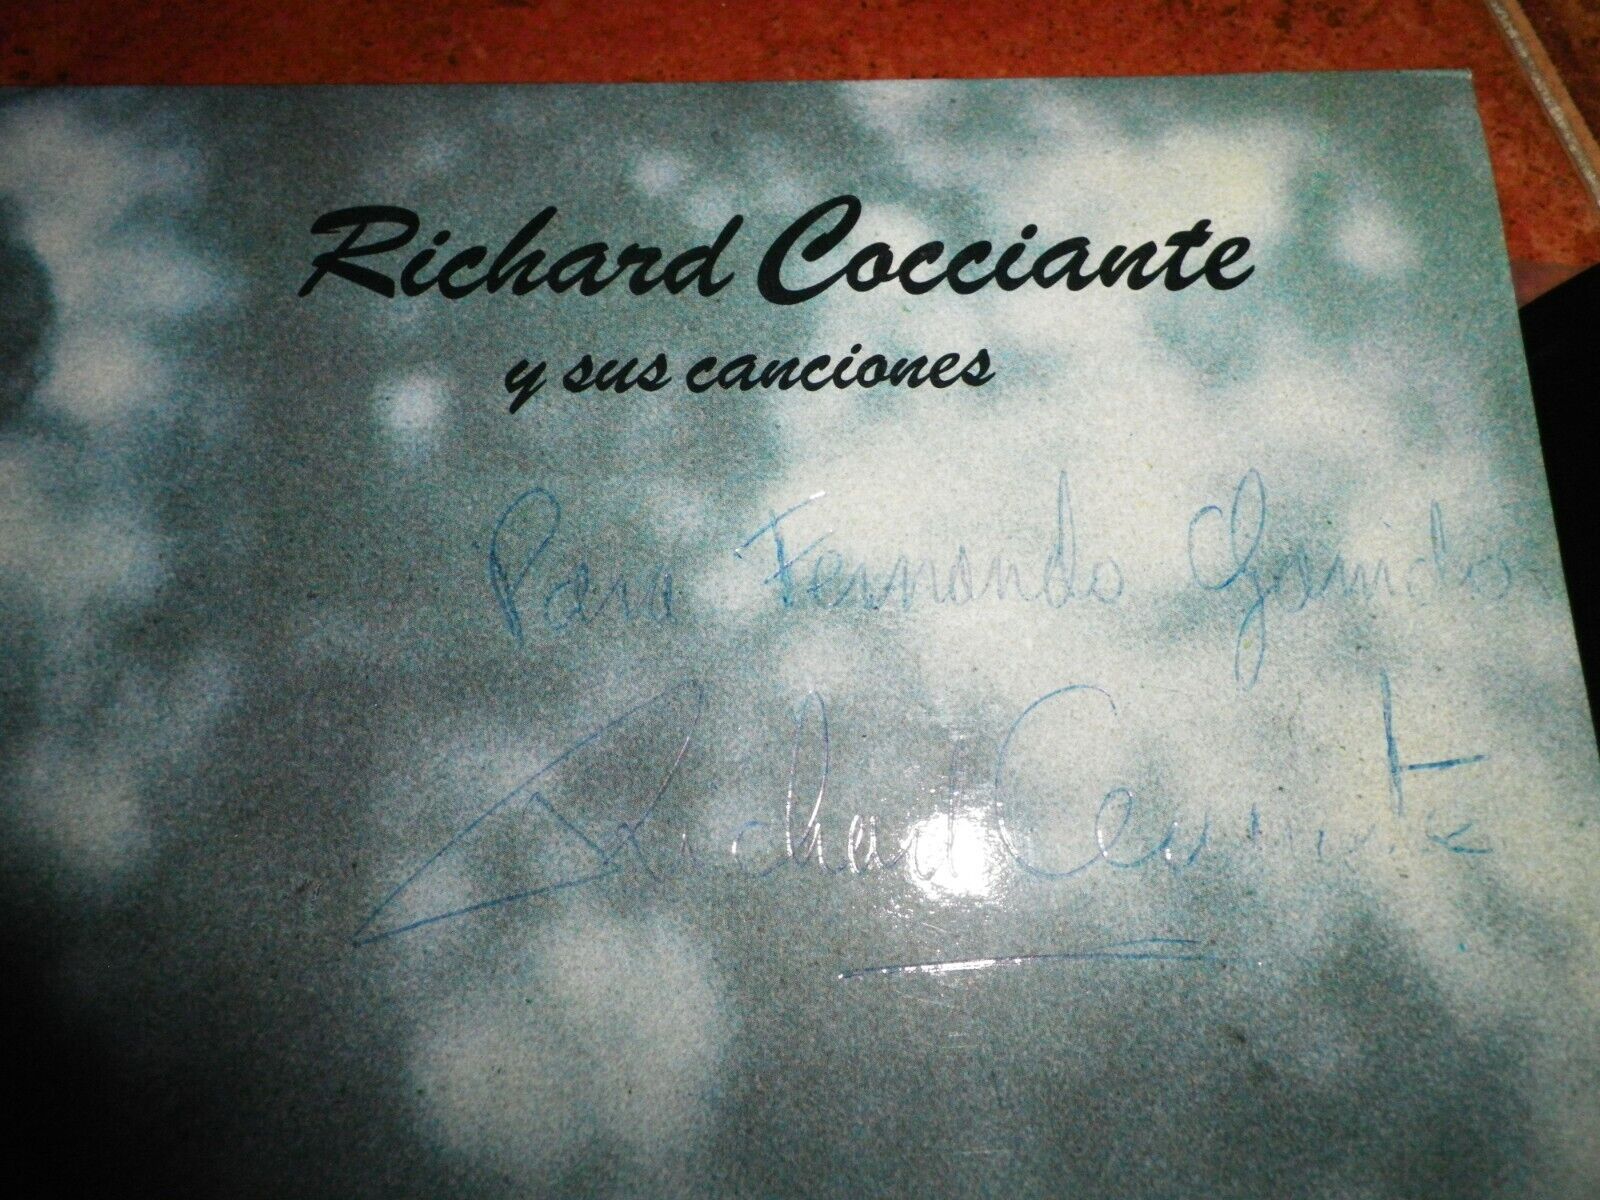 Richard Cocciante
y sus canciones
Para Fernando Garrido
Richard Cocciante